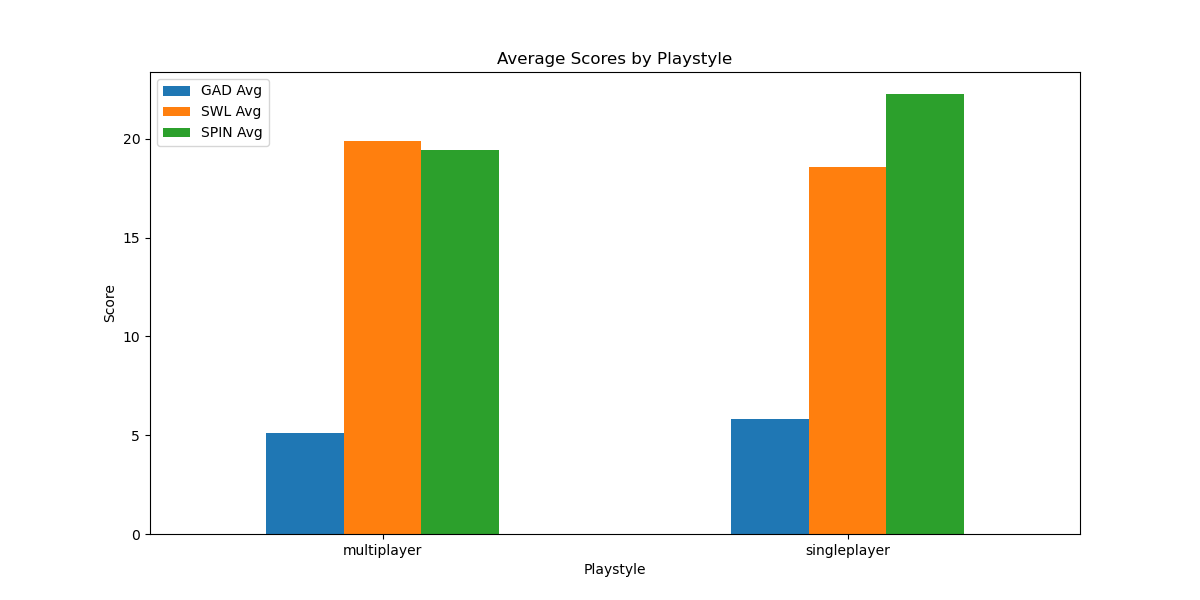 Average Scores by Playstyle
GAD Avg
SWL Avg
SPIN Avg
Score
20
15
10
5
0
multiplayer
singleplayer
Playstyle